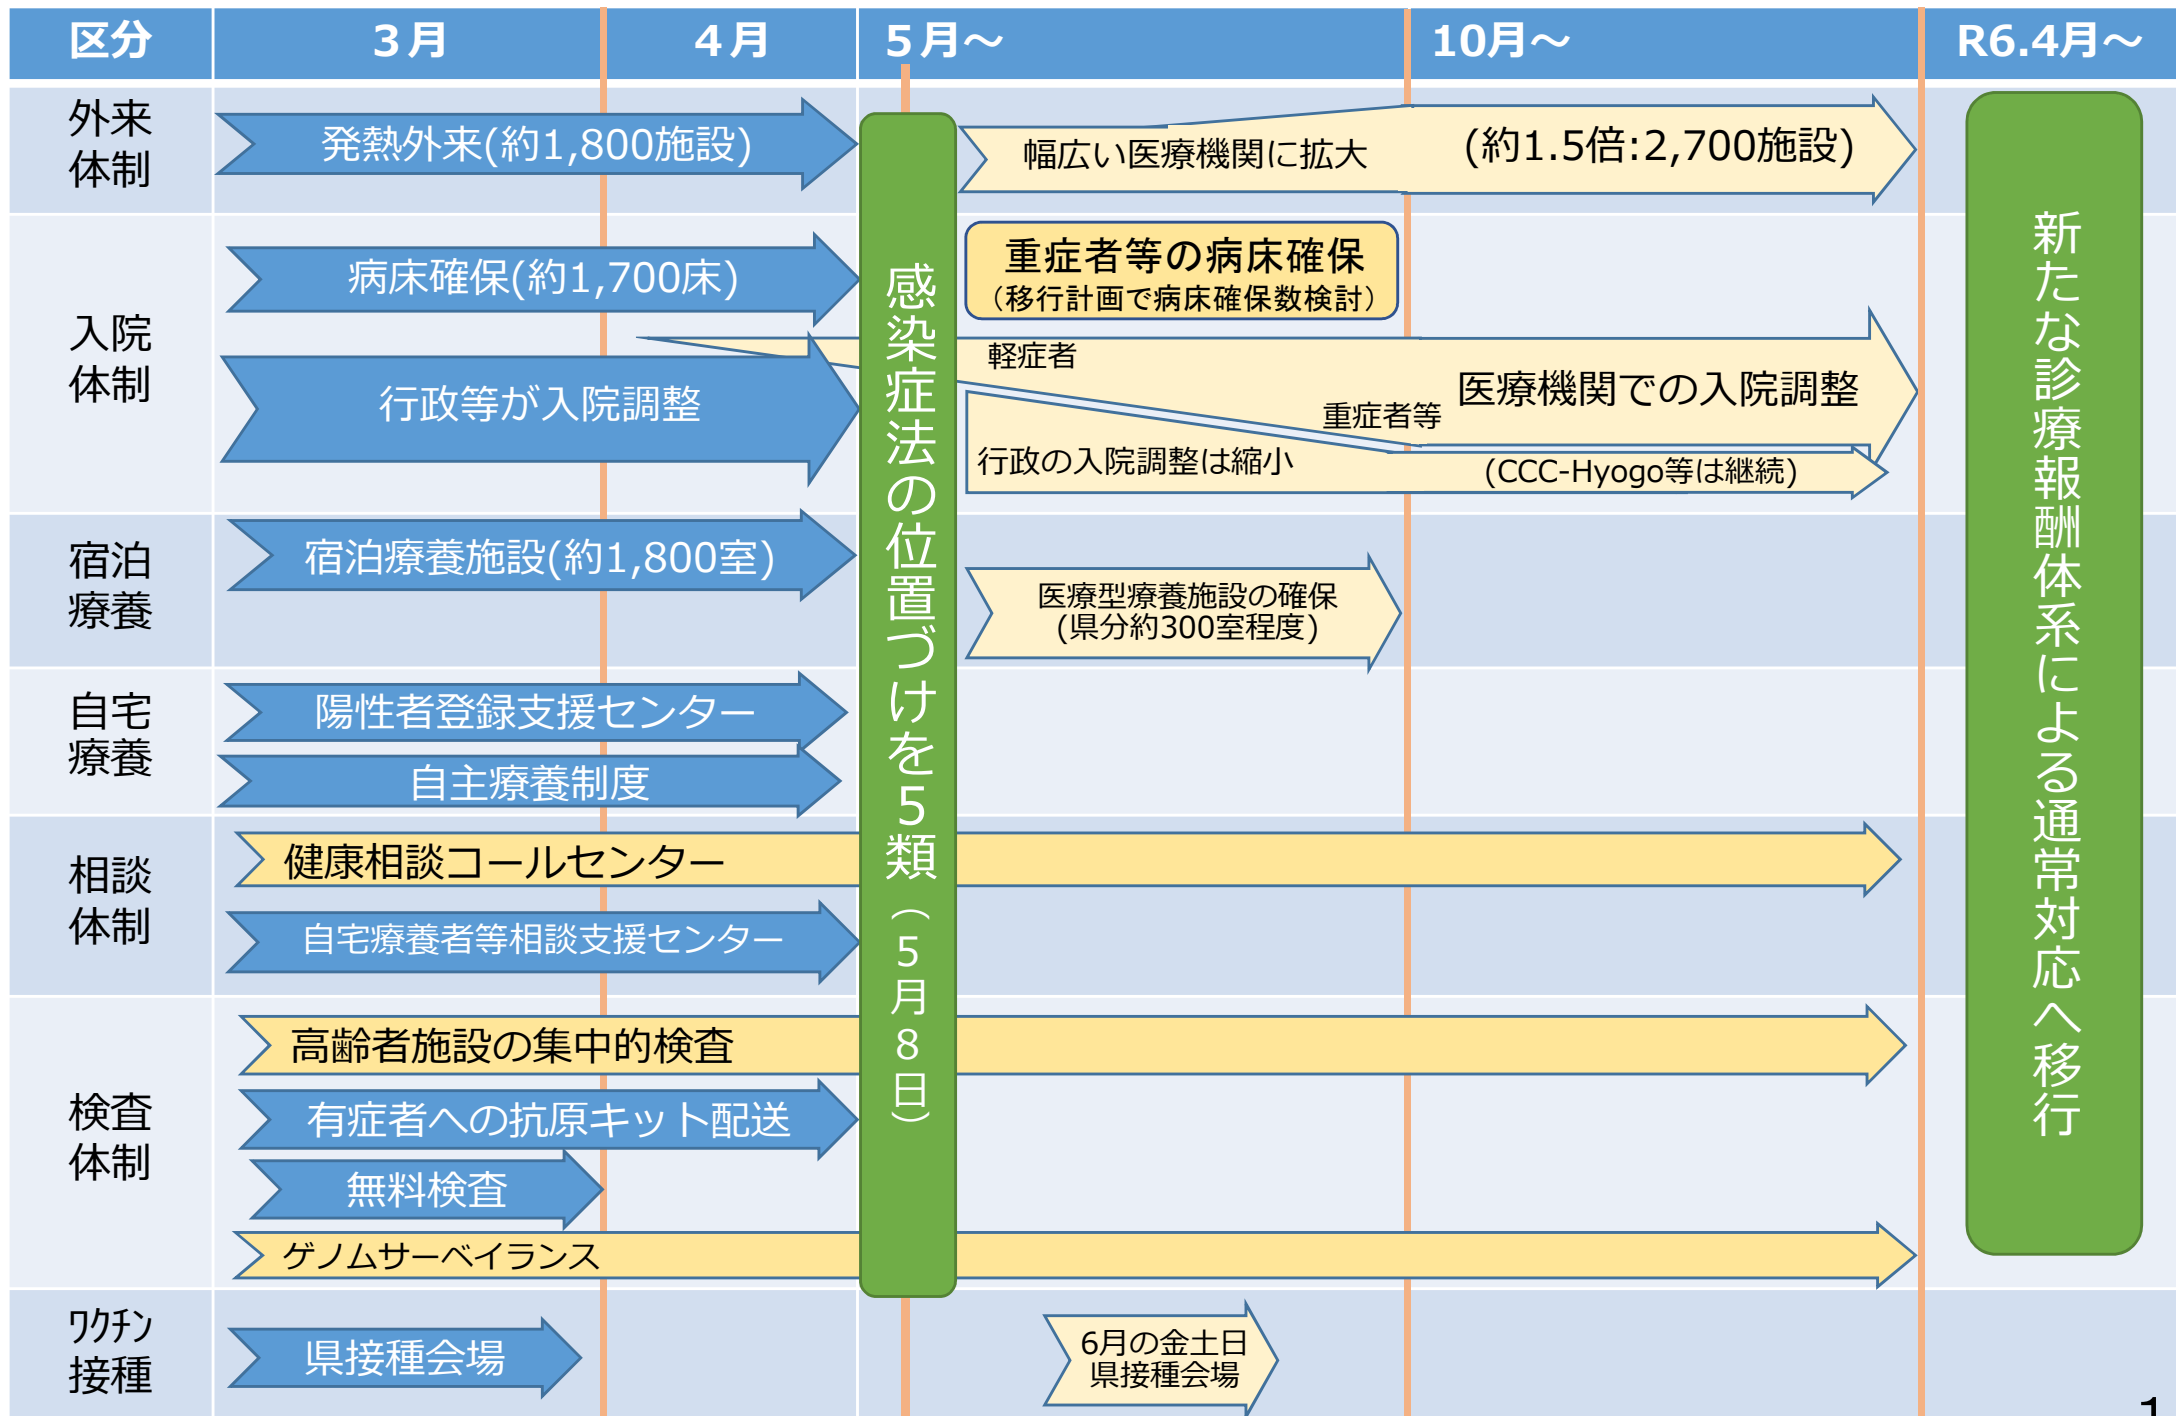 区分
３月
４月
５月～
10月～
R6.4月～
外来
体制
発熱外来(約1,800施設)
幅広い医療機関に拡大
(約1.5倍:2,700施設)
入院
体制
病床確保(約1,700床)
重症者等の病床確保
（移行計画で病床確保数検討）
行政等が入院調整
軽症者
重症者等
医療機関での入院調整
行政の入院調整は縮小
(CCC-Hyogo等は継続)
宿泊
療養
宿泊療養施設(約1,800室)
医療型療養施設の確保
(県分約300室程度)
自宅
療養
陽性者登録支援センター
自主療養制度
相談
体制
健康相談コールセンター
自宅療養者等相談支援センター
検査
体制
高齢者施設の集中的検査
有症者への抗原キット配送
無料検査
ゲノムサーベイランス
ﾜｸﾁﾝ
接種
県接種会場
6月の金土日
県接種会場
感染症法の位置づけを５類（５月８日）
新たな診療報酬体系による通常対応へ移行
1